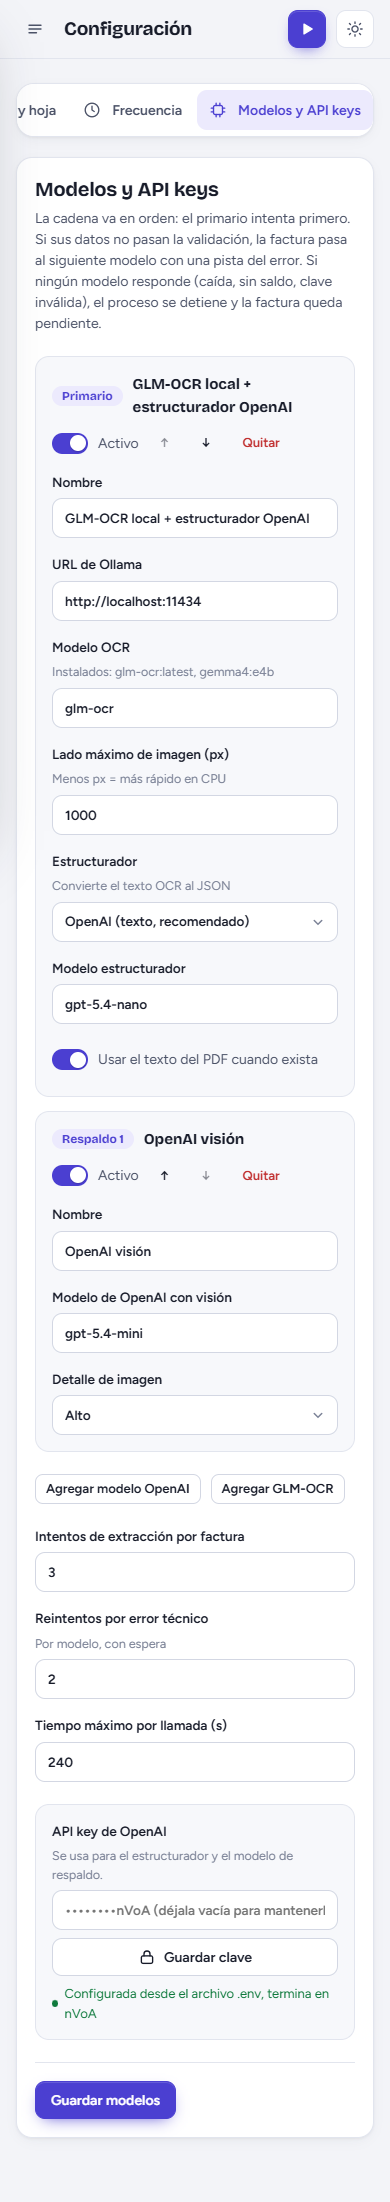 Configuración
y hoja
Frecuencia
Modelos y API keys
Modelos y API keys
La cadena va en orden: el primario intenta primero.
Si sus datos no pasan la validación, la factura pasa
al siguiente modelo con una pista del error. Si
ningún modelo responde (caída, sin saldo, clave
inválida), el proceso se detiene y la factura queda
pendiente.
Primario
GLM-OCR local +
estructurador OpenAI
Activo ↑ ↓ Quitar
Nombre
GLM-OCR local + estructurador OpenAI
URL de Ollama
http://localhost:11434
Modelo OCR
Instalados: glm-ocr:latest, gemma4:e4b
glm-ocr
Lado máximo de imagen (px)
Menos px = más rápido en CPU
1000
Estructurador
Convierte el texto OCR al JSON
OpenAI (texto, recomendado)
Modelo estructurador
gpt-5.4-nano
Usar el texto del PDF cuando exista
Respaldo 1 OpenAI visión
Activo ↑ ↓ Quitar
Nombre
OpenAI visión
Modelo de OpenAI con visión
gpt-5.4-mini
Detalle de imagen
Alto
Agregar modelo OpenAI
Agregar GLM-OCR
Intentos de extracción por factura
3
Reintentos por error técnico
Por modelo, con espera
2
Tiempo máximo por llamada (s)
240
API key de OpenAI
Se usa para el estructurador y el modelo de
respaldo.
••••••••nVoA (déjala vacía para mantenerl
Guardar clave
Configurada desde el archivo .env, termina en
nVoA
Guardar modelos